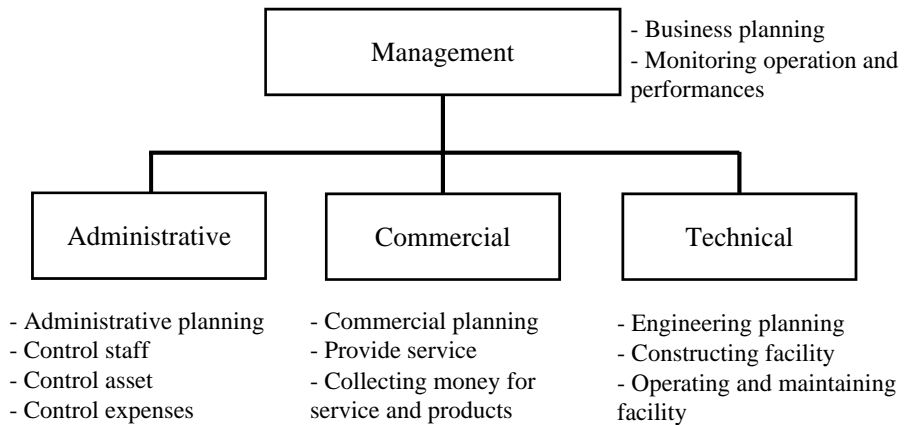 Management
- Business planning
- Monitoring operation and
performances
Administrative
Commercial
Technical
- Administrative planning
- Control staff
- Control asset
- Control expenses
- Commercial planning
- Provide service
- Collecting money for
service and products
- Engineering planning
- Constructing facility
- Operating and maintaining
facility